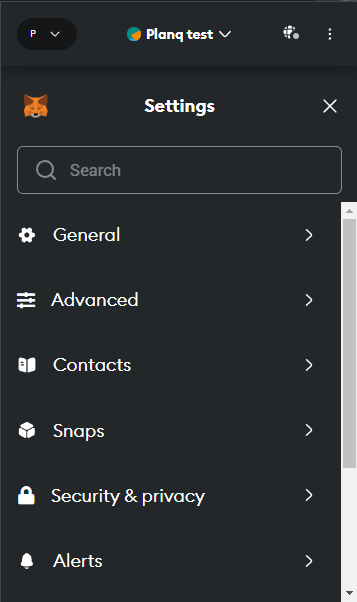 P
Planq test
Settings
Search
General
Advanced
Contacts
Snaps
Security & privacy
Alerts